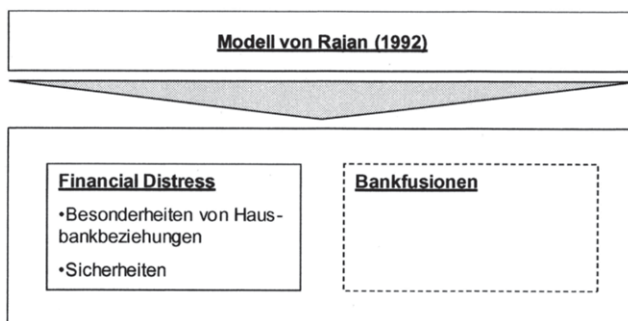 Modell von Rajan (1992)
Financial Distress
•Besonderheiten von Haus-
bankbeziehungen
•Sicherheiten
Bankfusionen